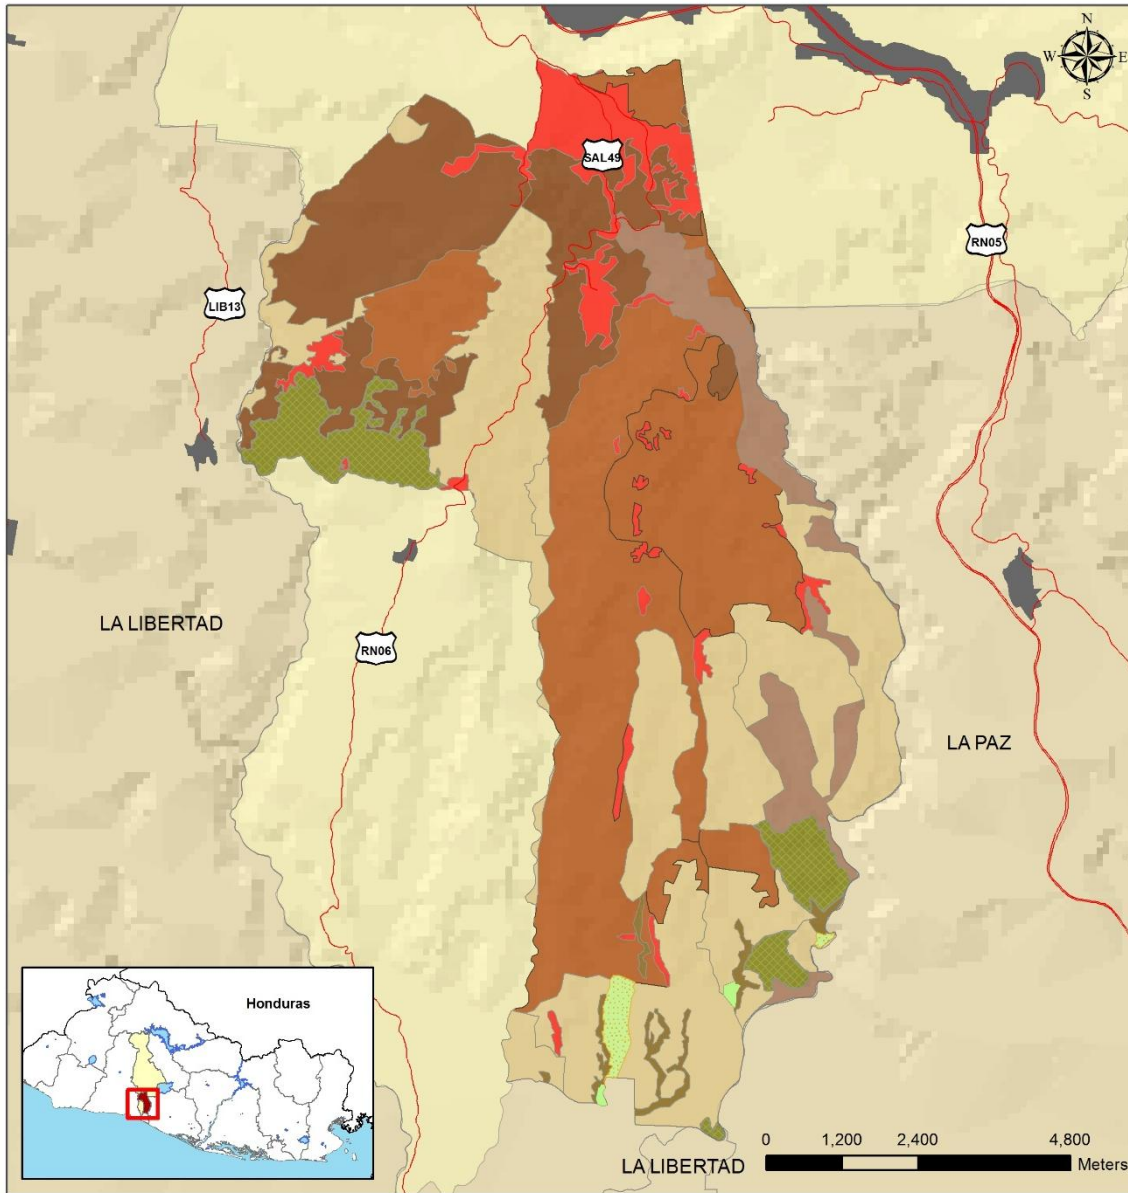 N
W E
S
SAL49
RN05
LIB13
LA LIBERTAD
RN06
LA PAZ
Honduras
0 1,200 2,400 4,800
Meters
LA LIBERTAD